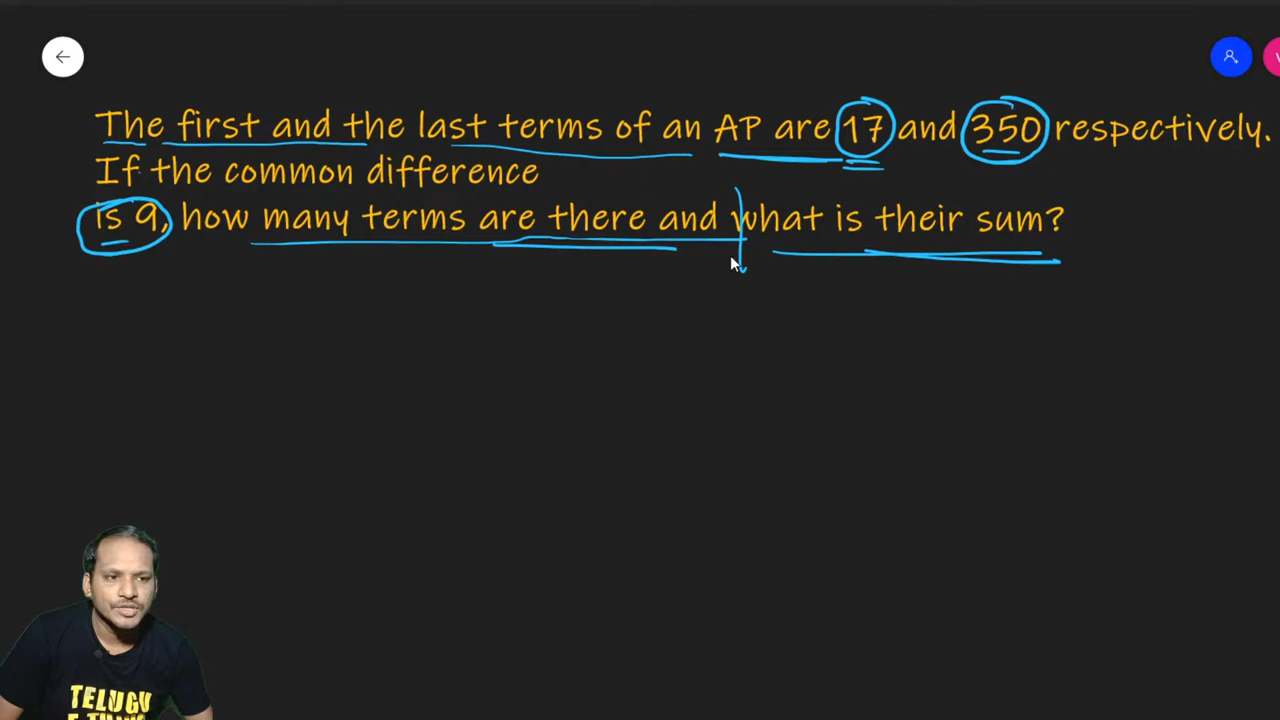 The first and the last terms of an AP are 17 and 350 respectively.
If the common difference
is 9, how many terms are there and what is their sum?
TELUGU